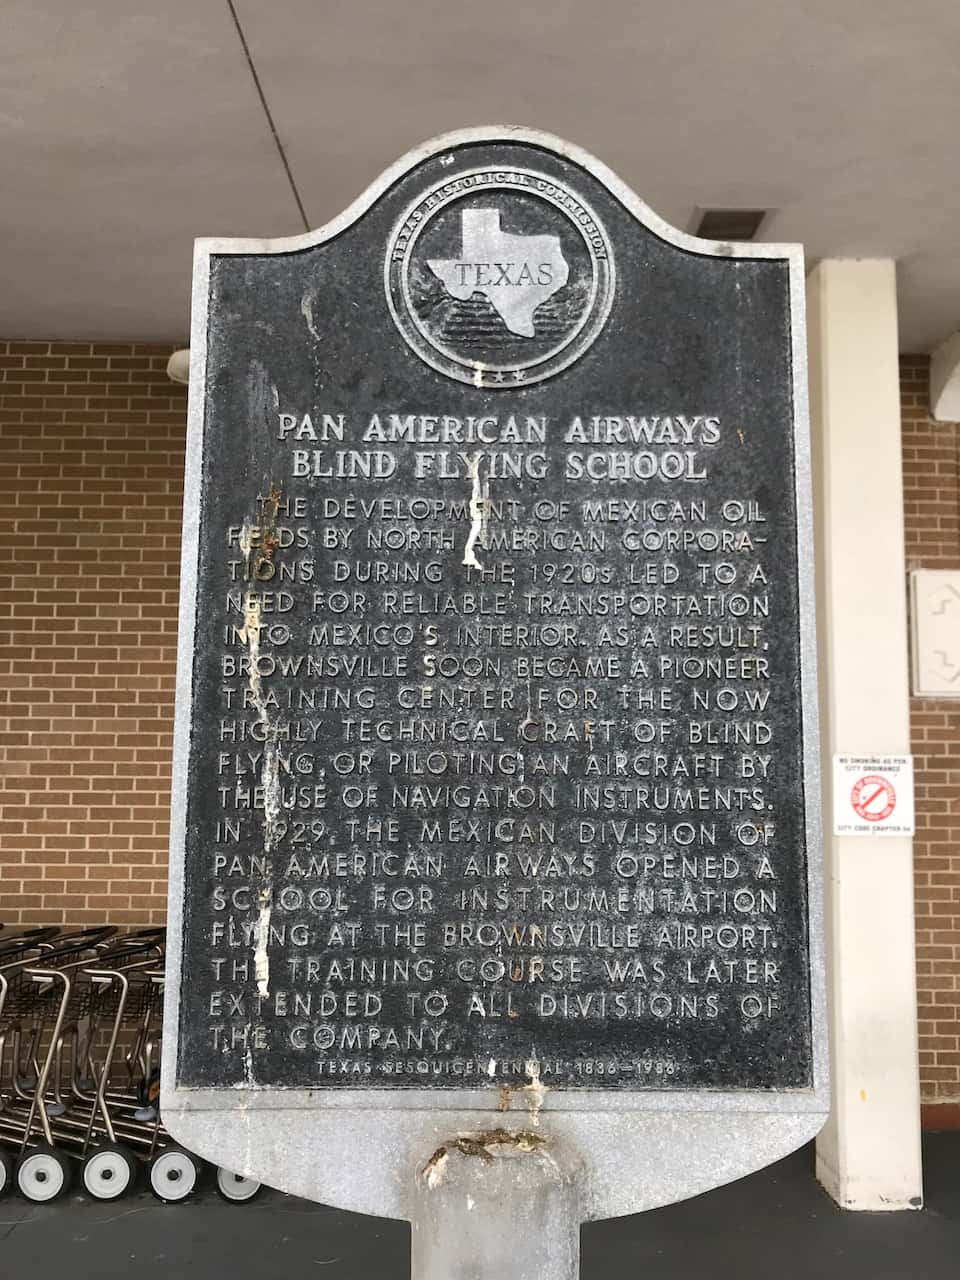 TEXAS HISTORICAL COMMISSION
TEXAS
PAN AMERICAN AIRWAYS
BLIND FLYING SCHOOL
THE DEVELOPMENT OF MEXICAN OIL
FIELDS BY NORTH AMERICAN CORPORA-
TIONS DURING THE 1920s LED TO A
NEED FOR RELIABLE TRANSPORTATION
INTO MEXICO'S INTERIOR. AS A RESULT,
BROWNSVILLE SOON BECAME A PIONEER
TRAINING CENTER FOR THE NOW
HIGHLY TECHNICAL CRAFT OF BLIND
FLYING, OR PILOTING AN AIRCRAFT BY
THE USE OF NAVIGATION INSTRUMENTS.
IN 1929, THE MEXICAN DIVISION OF
PAN AMERICAN AIRWAYS OPENED A
SCHOOL FOR INSTRUMENTATION
FLYING AT THE BROWNSVILLE AIRPORT.
THE TRAINING COURSE WAS LATER
EXTENDED TO ALL DIVISIONS OF
THE COMPANY.
TEXAS SESQUICENTENNIAL 1836-1986
NO SMOKING AS PER
CITY ORDINANCE
CITY CODE CHAPTER